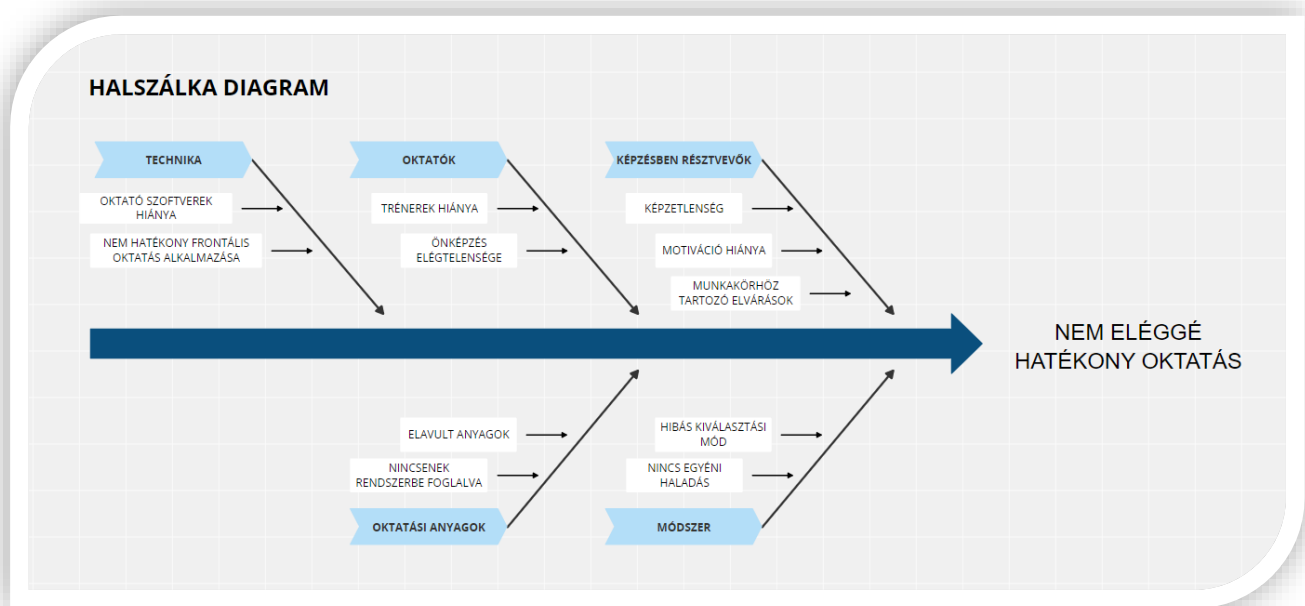 HALSZÁLKA DIAGRAM
TECHNIKA
OKTATÓ SZOFTVEREK
HIÁNYA
NEM HATÉKONY FRONTÁLIS
OKTATÁS ALKALMAZÁSA
OKTATÓK
TRÉNEREK HIÁNYA
ÖNKÉPZÉS
ELÉGTELENSÉGE
KÉPZÉSBEN RÉSZTVEVŐK
KÉPZETLENSÉG
MOTIVÁCIÓ HIÁNYA
MUNKAKÖRHÖZ
TARTOZÓ ELVÁRÁSOK
NEM ELÉGGÉ
HATÉKONY OKTATÁS
ELAVULT ANYAGOK
NINCSENEK
RENDSZERBE FOGLALVA
OKTATÁSI ANYAGOK
HIBÁS KIVÁLASZTÁSI
MÓD
NINCS EGYÉNI
HALADÁS
MÓDSZER